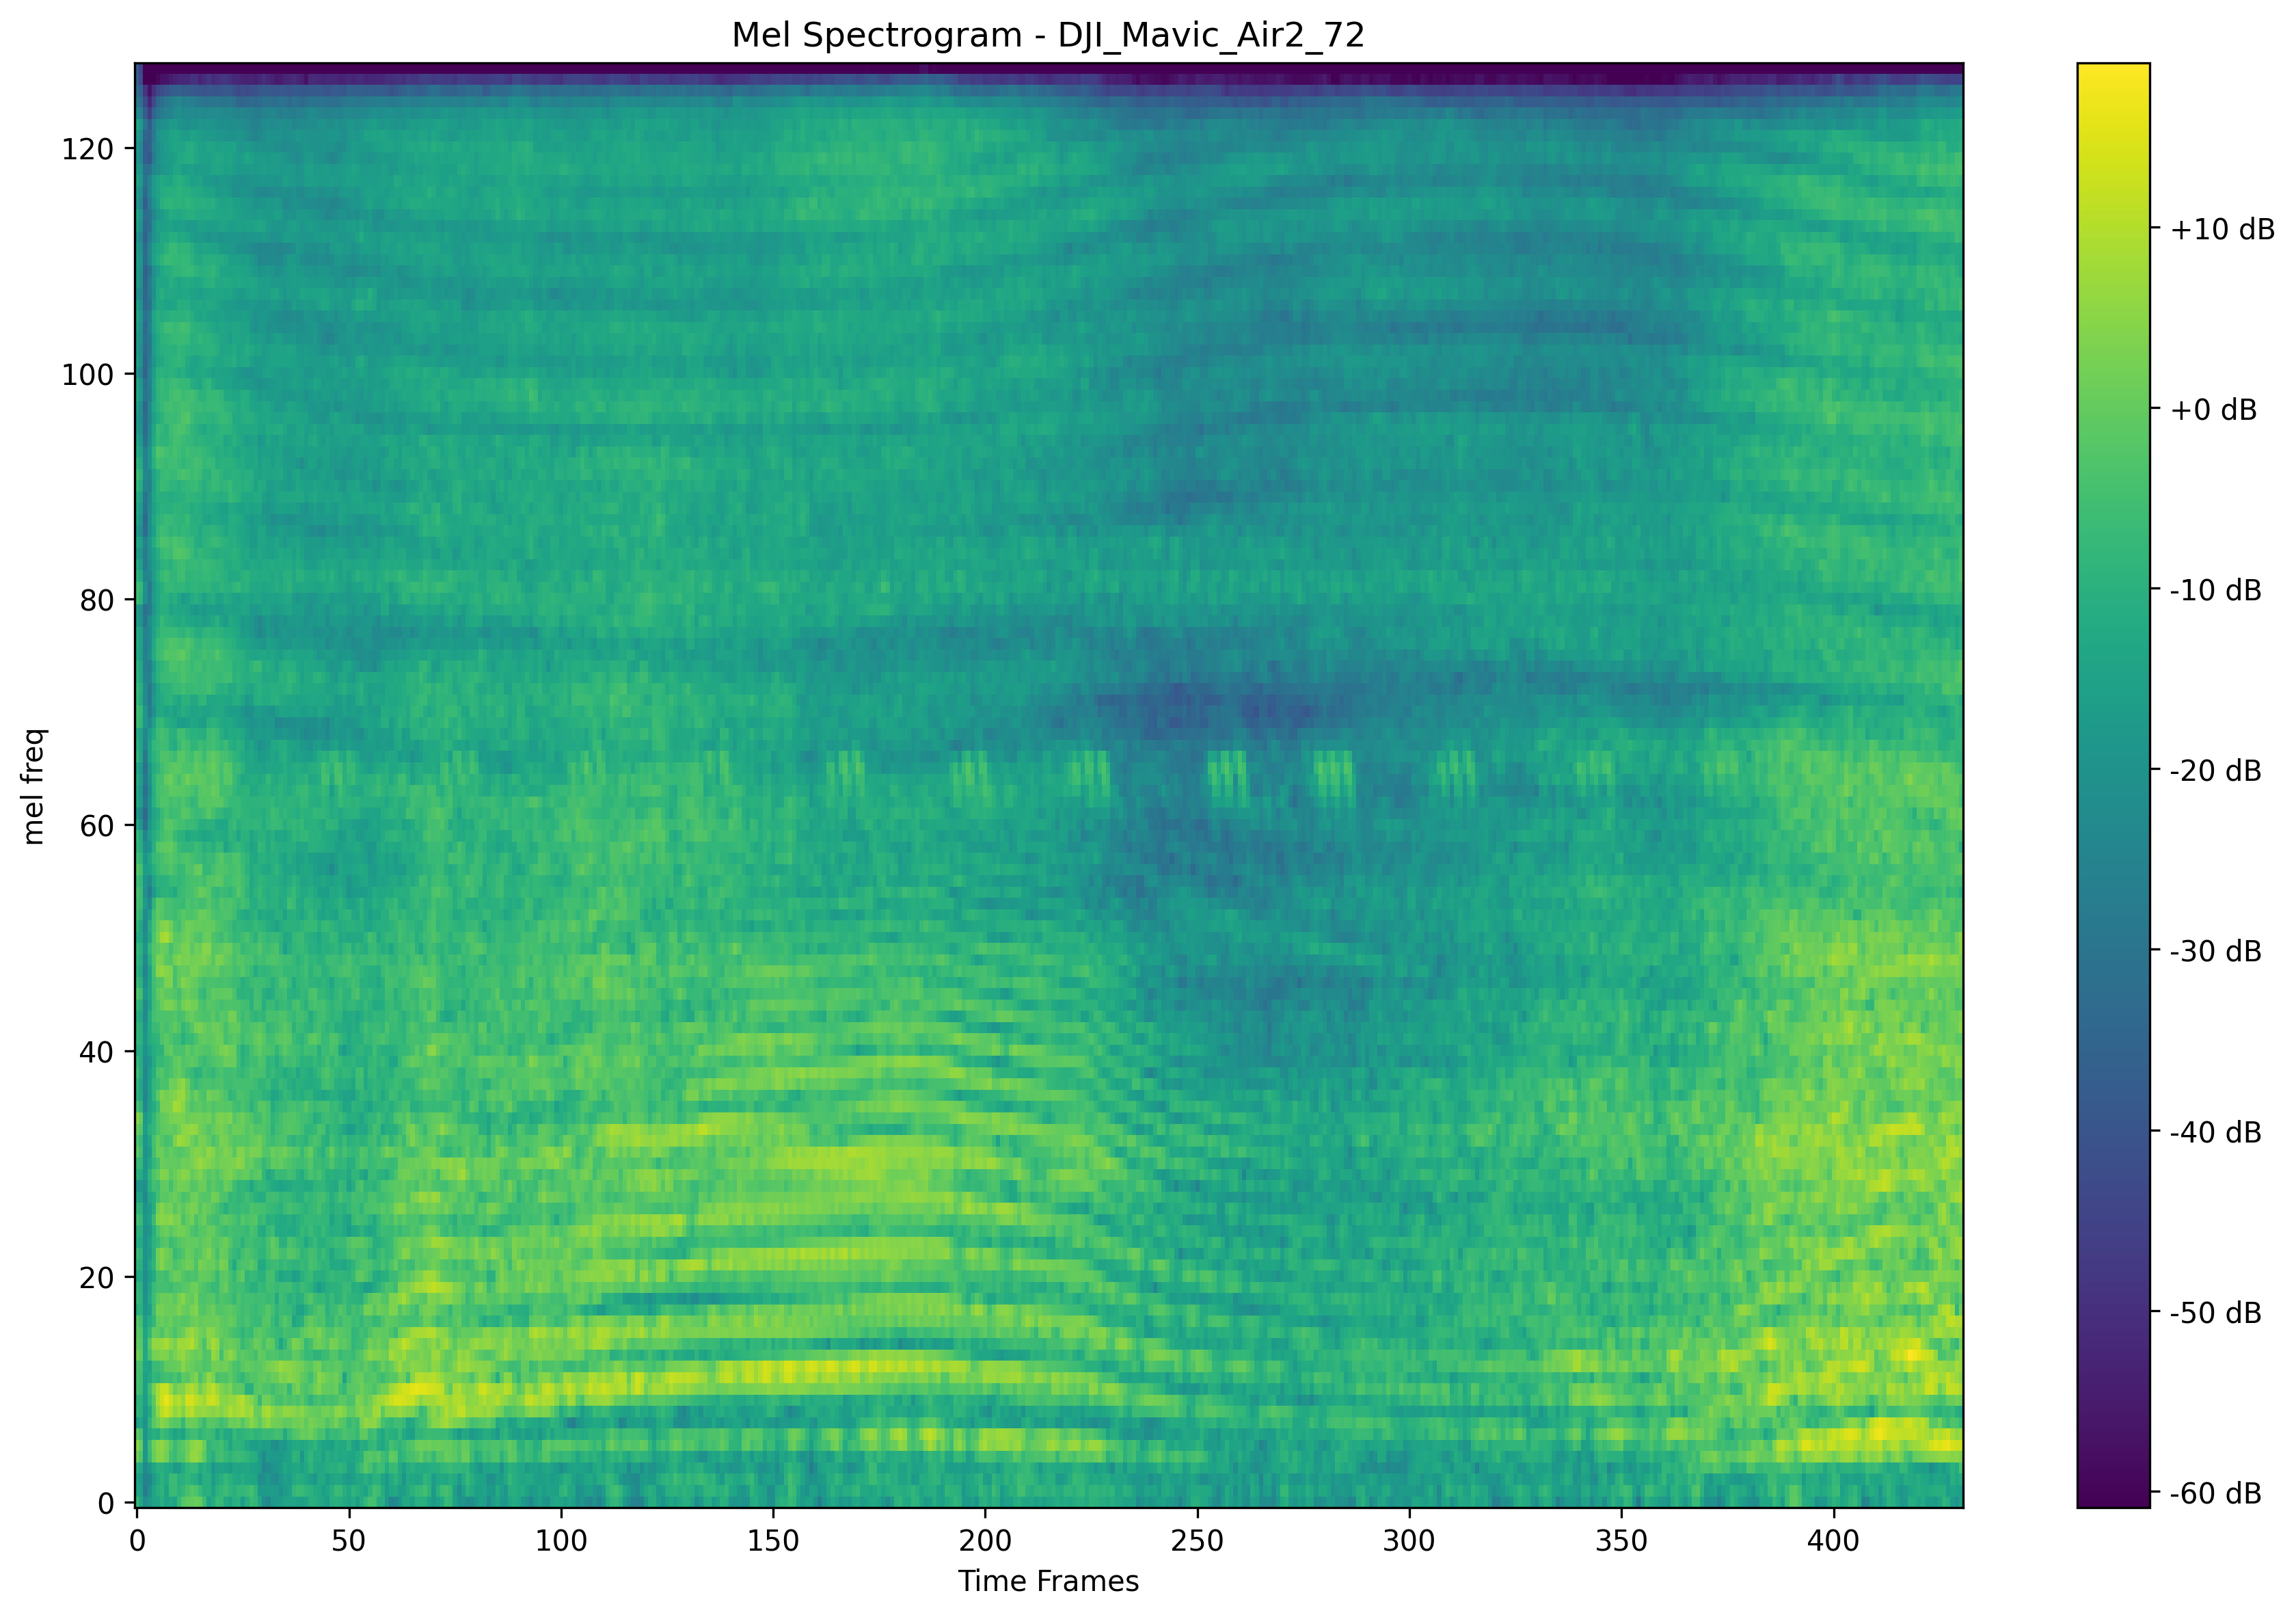 Mel Spectrogram - DJI_Mavic_Air2_72
mel freq
120
100
80
60
40
20
0
0 50 100 150 200 250 300 350 400
Time Frames
+10 dB
+0 dB
-10 dB
-20 dB
-30 dB
-40 dB
-50 dB
-60 dB